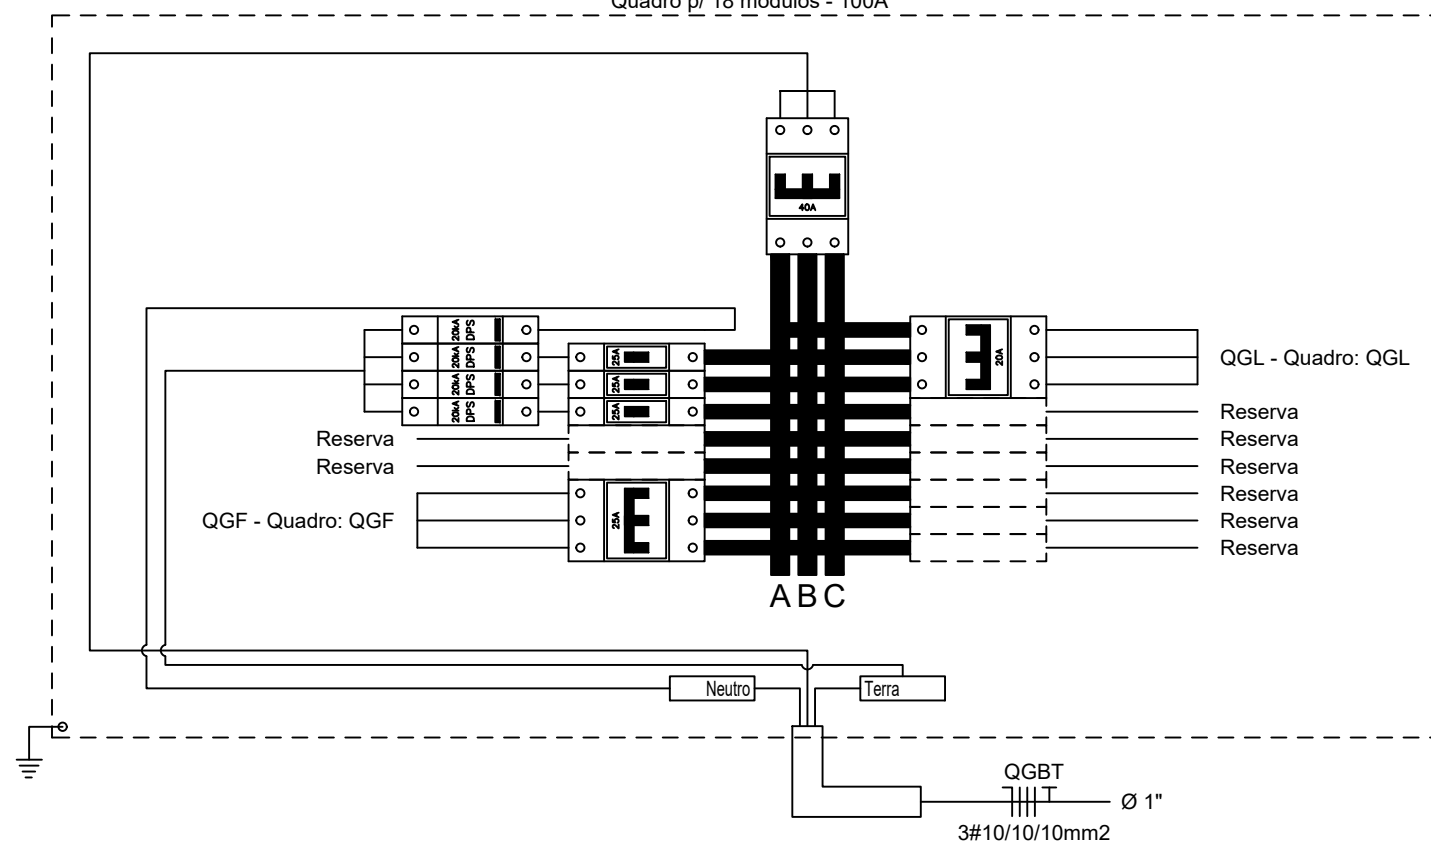 Quadro p/ 18 módulos - 100A
40A
20kA DPS
20kA DPS
20kA DPS
20kA DPS
25A
25A
25A
20A
QGL - Quadro: QGL
Reserva
Reserva
Reserva
Reserva
Reserva
Reserva
Reserva
Reserva
25A
QGF - Quadro: QGF
A B C
Neutro
Terra
QGBT
Ø 1"
3#10/10/10mm2